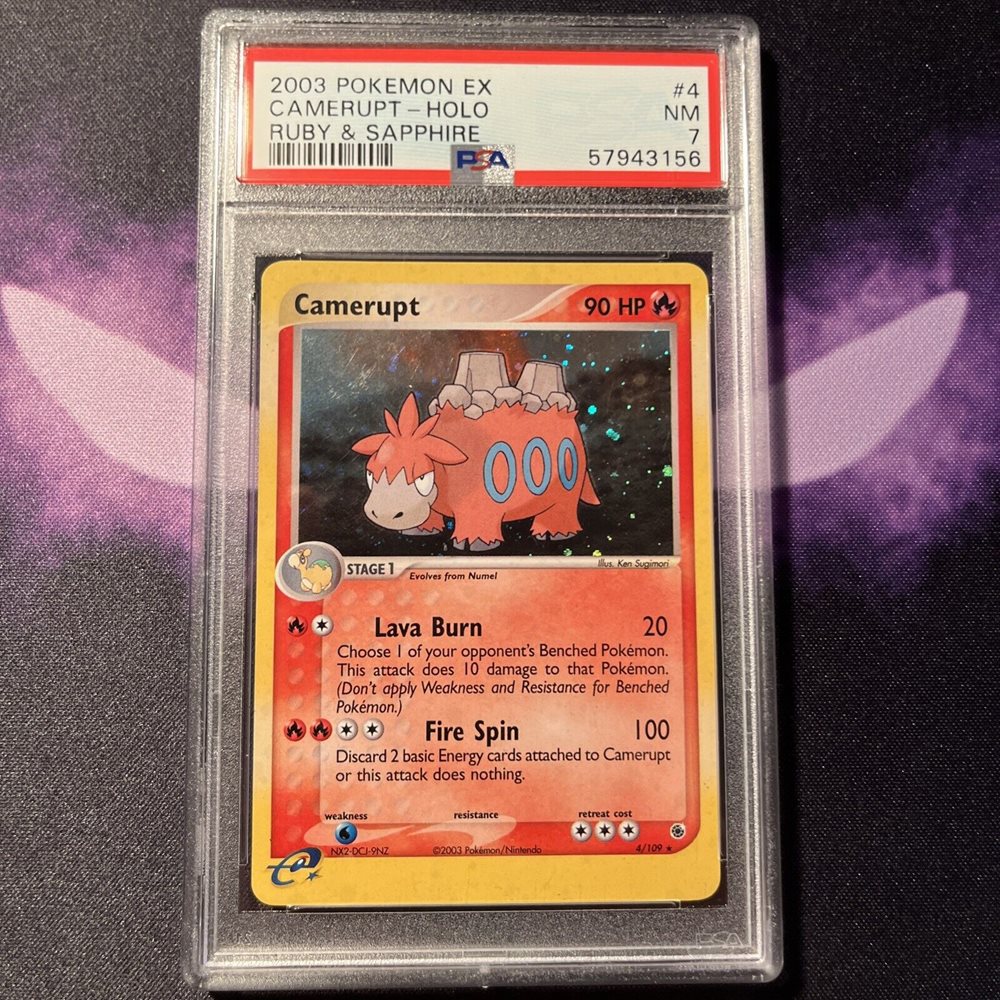 2003 POKEMON EX #4
CAMERUPT – HOLO NM
RUBY & SAPPHIRE 7
PSA 57943156
Camerupt 90 HP
Illus. Ken Sugimori
STAGE 1 Evolves from Numel
Lava Burn 20
Choose 1 of your opponent's Benched Pokémon.
This attack does 10 damage to that Pokémon.
(Don't apply Weakness and Resistance for Benched
Pokémon.)
Fire Spin 100
Discard 2 basic Energy cards attached to Camerupt
or this attack does nothing.
weakness resistance retreat cost
NX2-DCJ-9NZ ©2003 Pokémon/Nintendo 4/109 ★
e
PSA